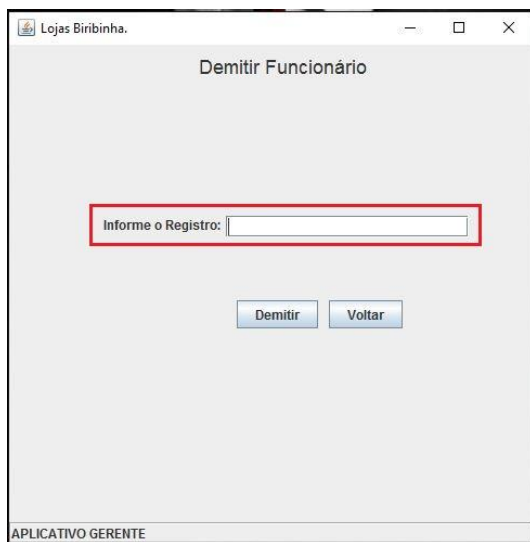 Lojas Biribinha.
Demitir Funcionário
Informe o Registro:
Demitir Voltar
APLICATIVO GERENTE